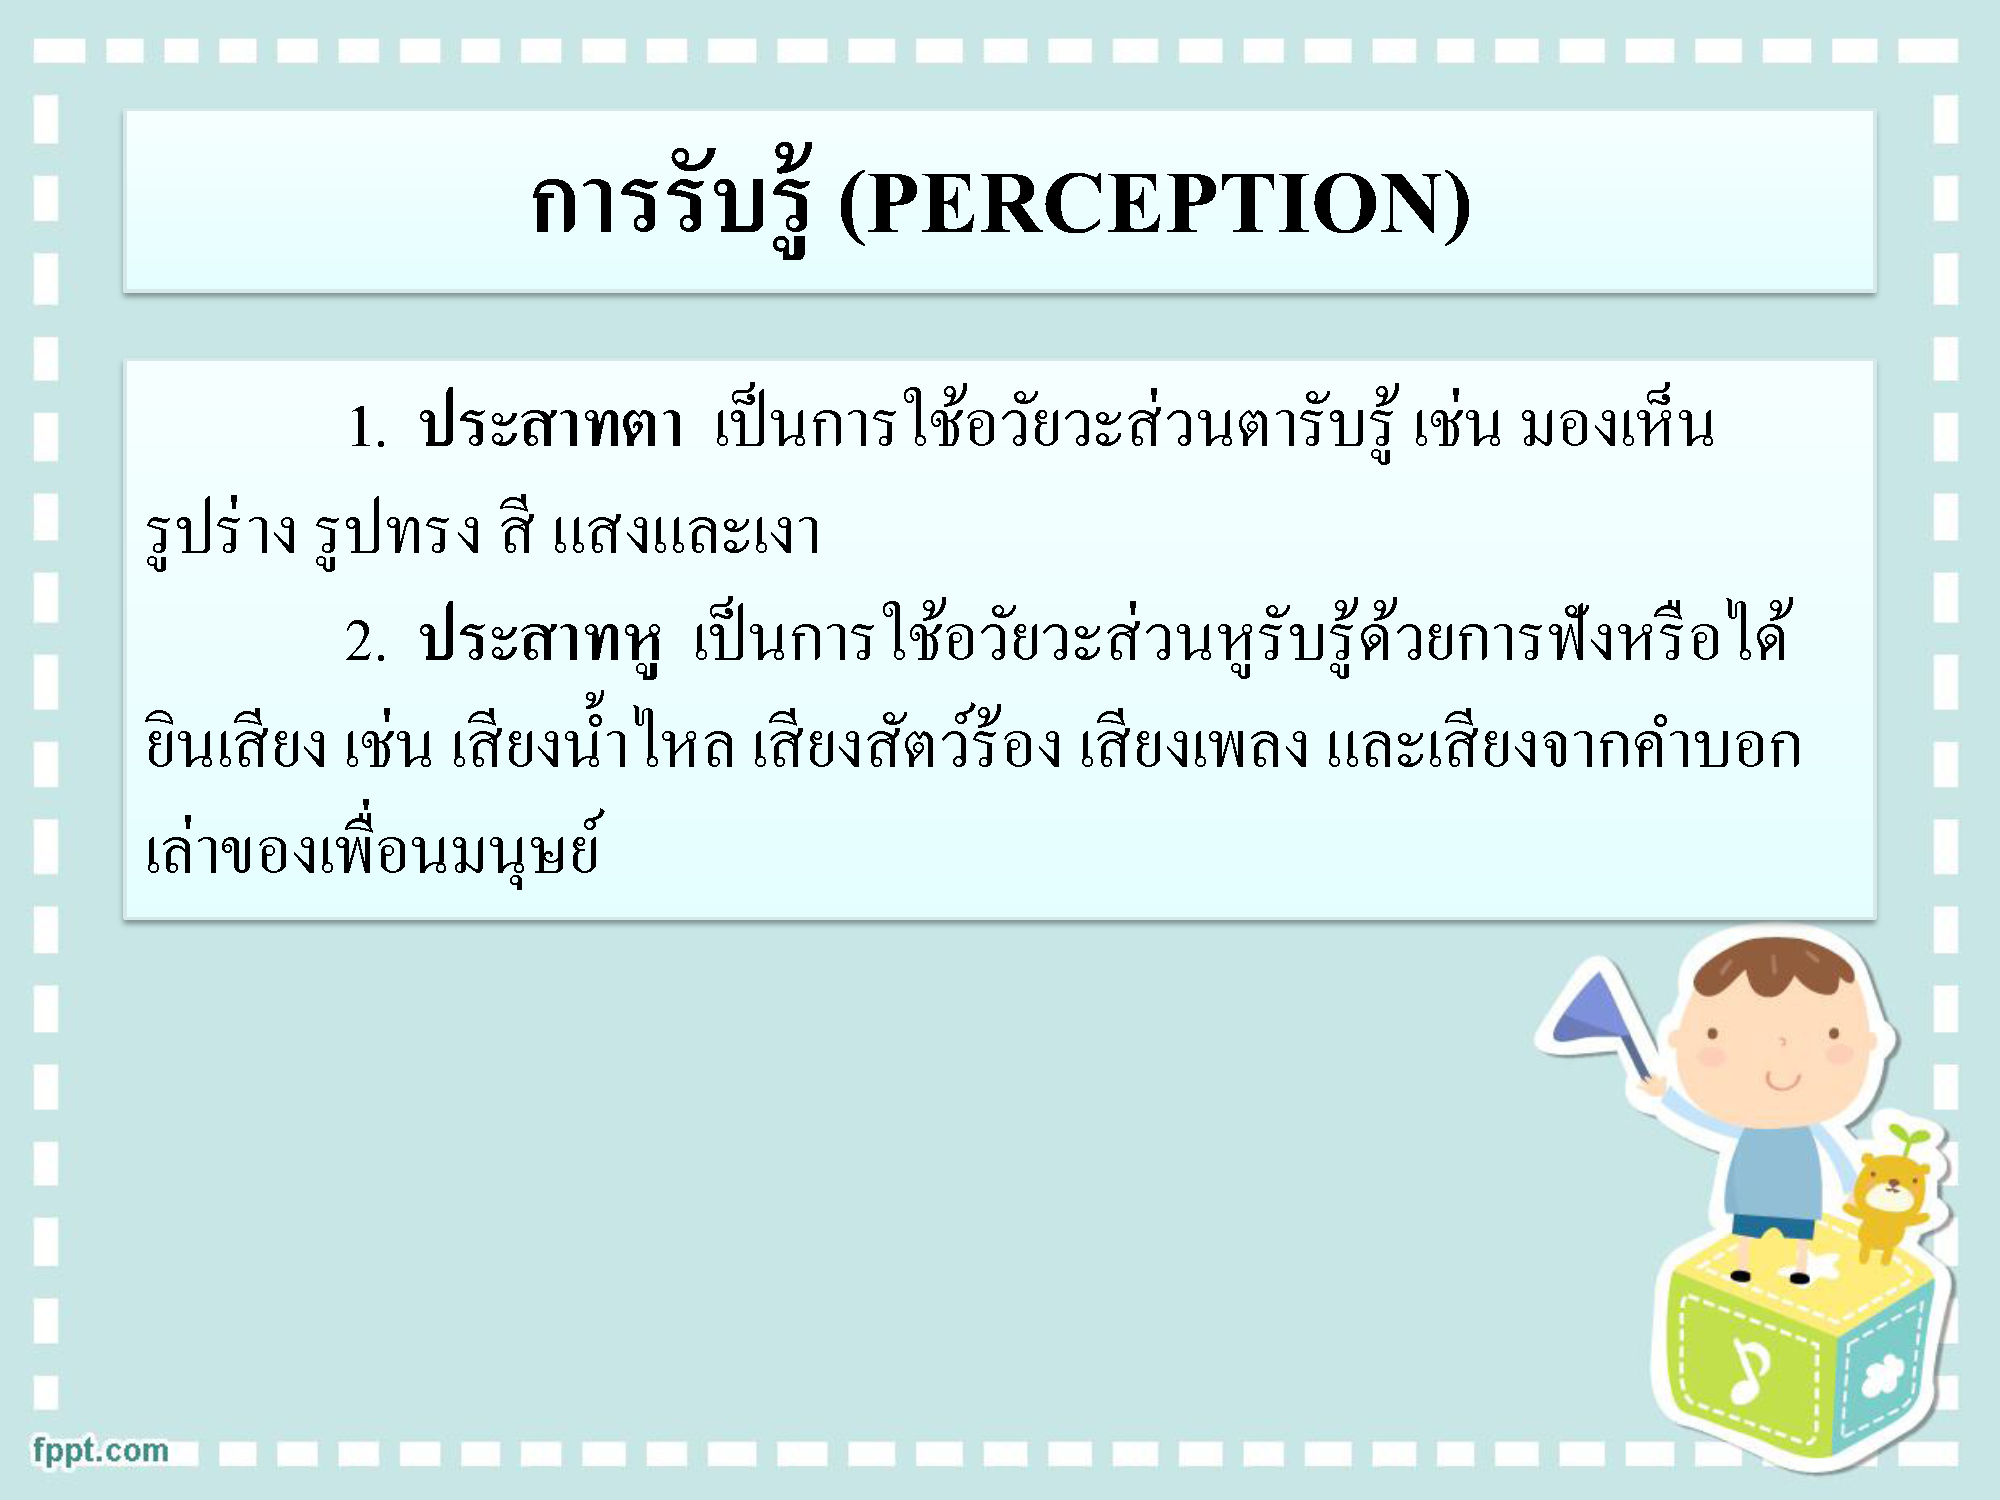 การรับรู้ (PERCEPTION)
1. ประสาทตา เป็นการใช้อวัยวะส่วนตารับรู้ เช่น มองเห็น
รูปร่าง รูปทรง สี แสงและเงา
2. ประสาทหู เป็นการใช้อวัยวะส่วนหูรับรู้ด้วยการฟังหรือได้
ยินเสียง เช่น เสียงน้ำไหล เสียงสัตว์ร้อง เสียงเพลง และเสียงจากคำบอก
เล่าของเพื่อนมนุษย์
fppt.com